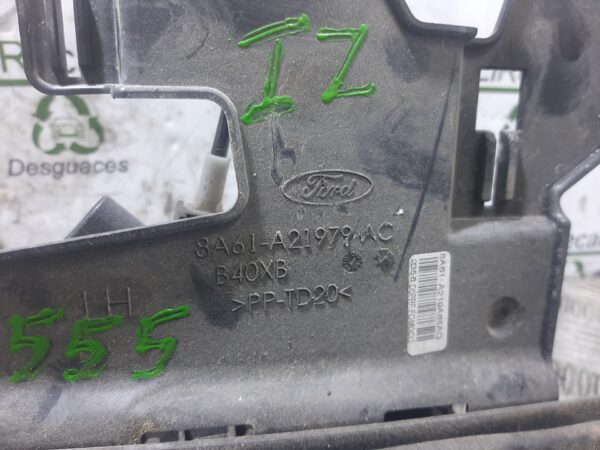 IZ
Desguaces
Ford
8A61-A21979-AC
B40XB
>PP-TD20<
LH
555